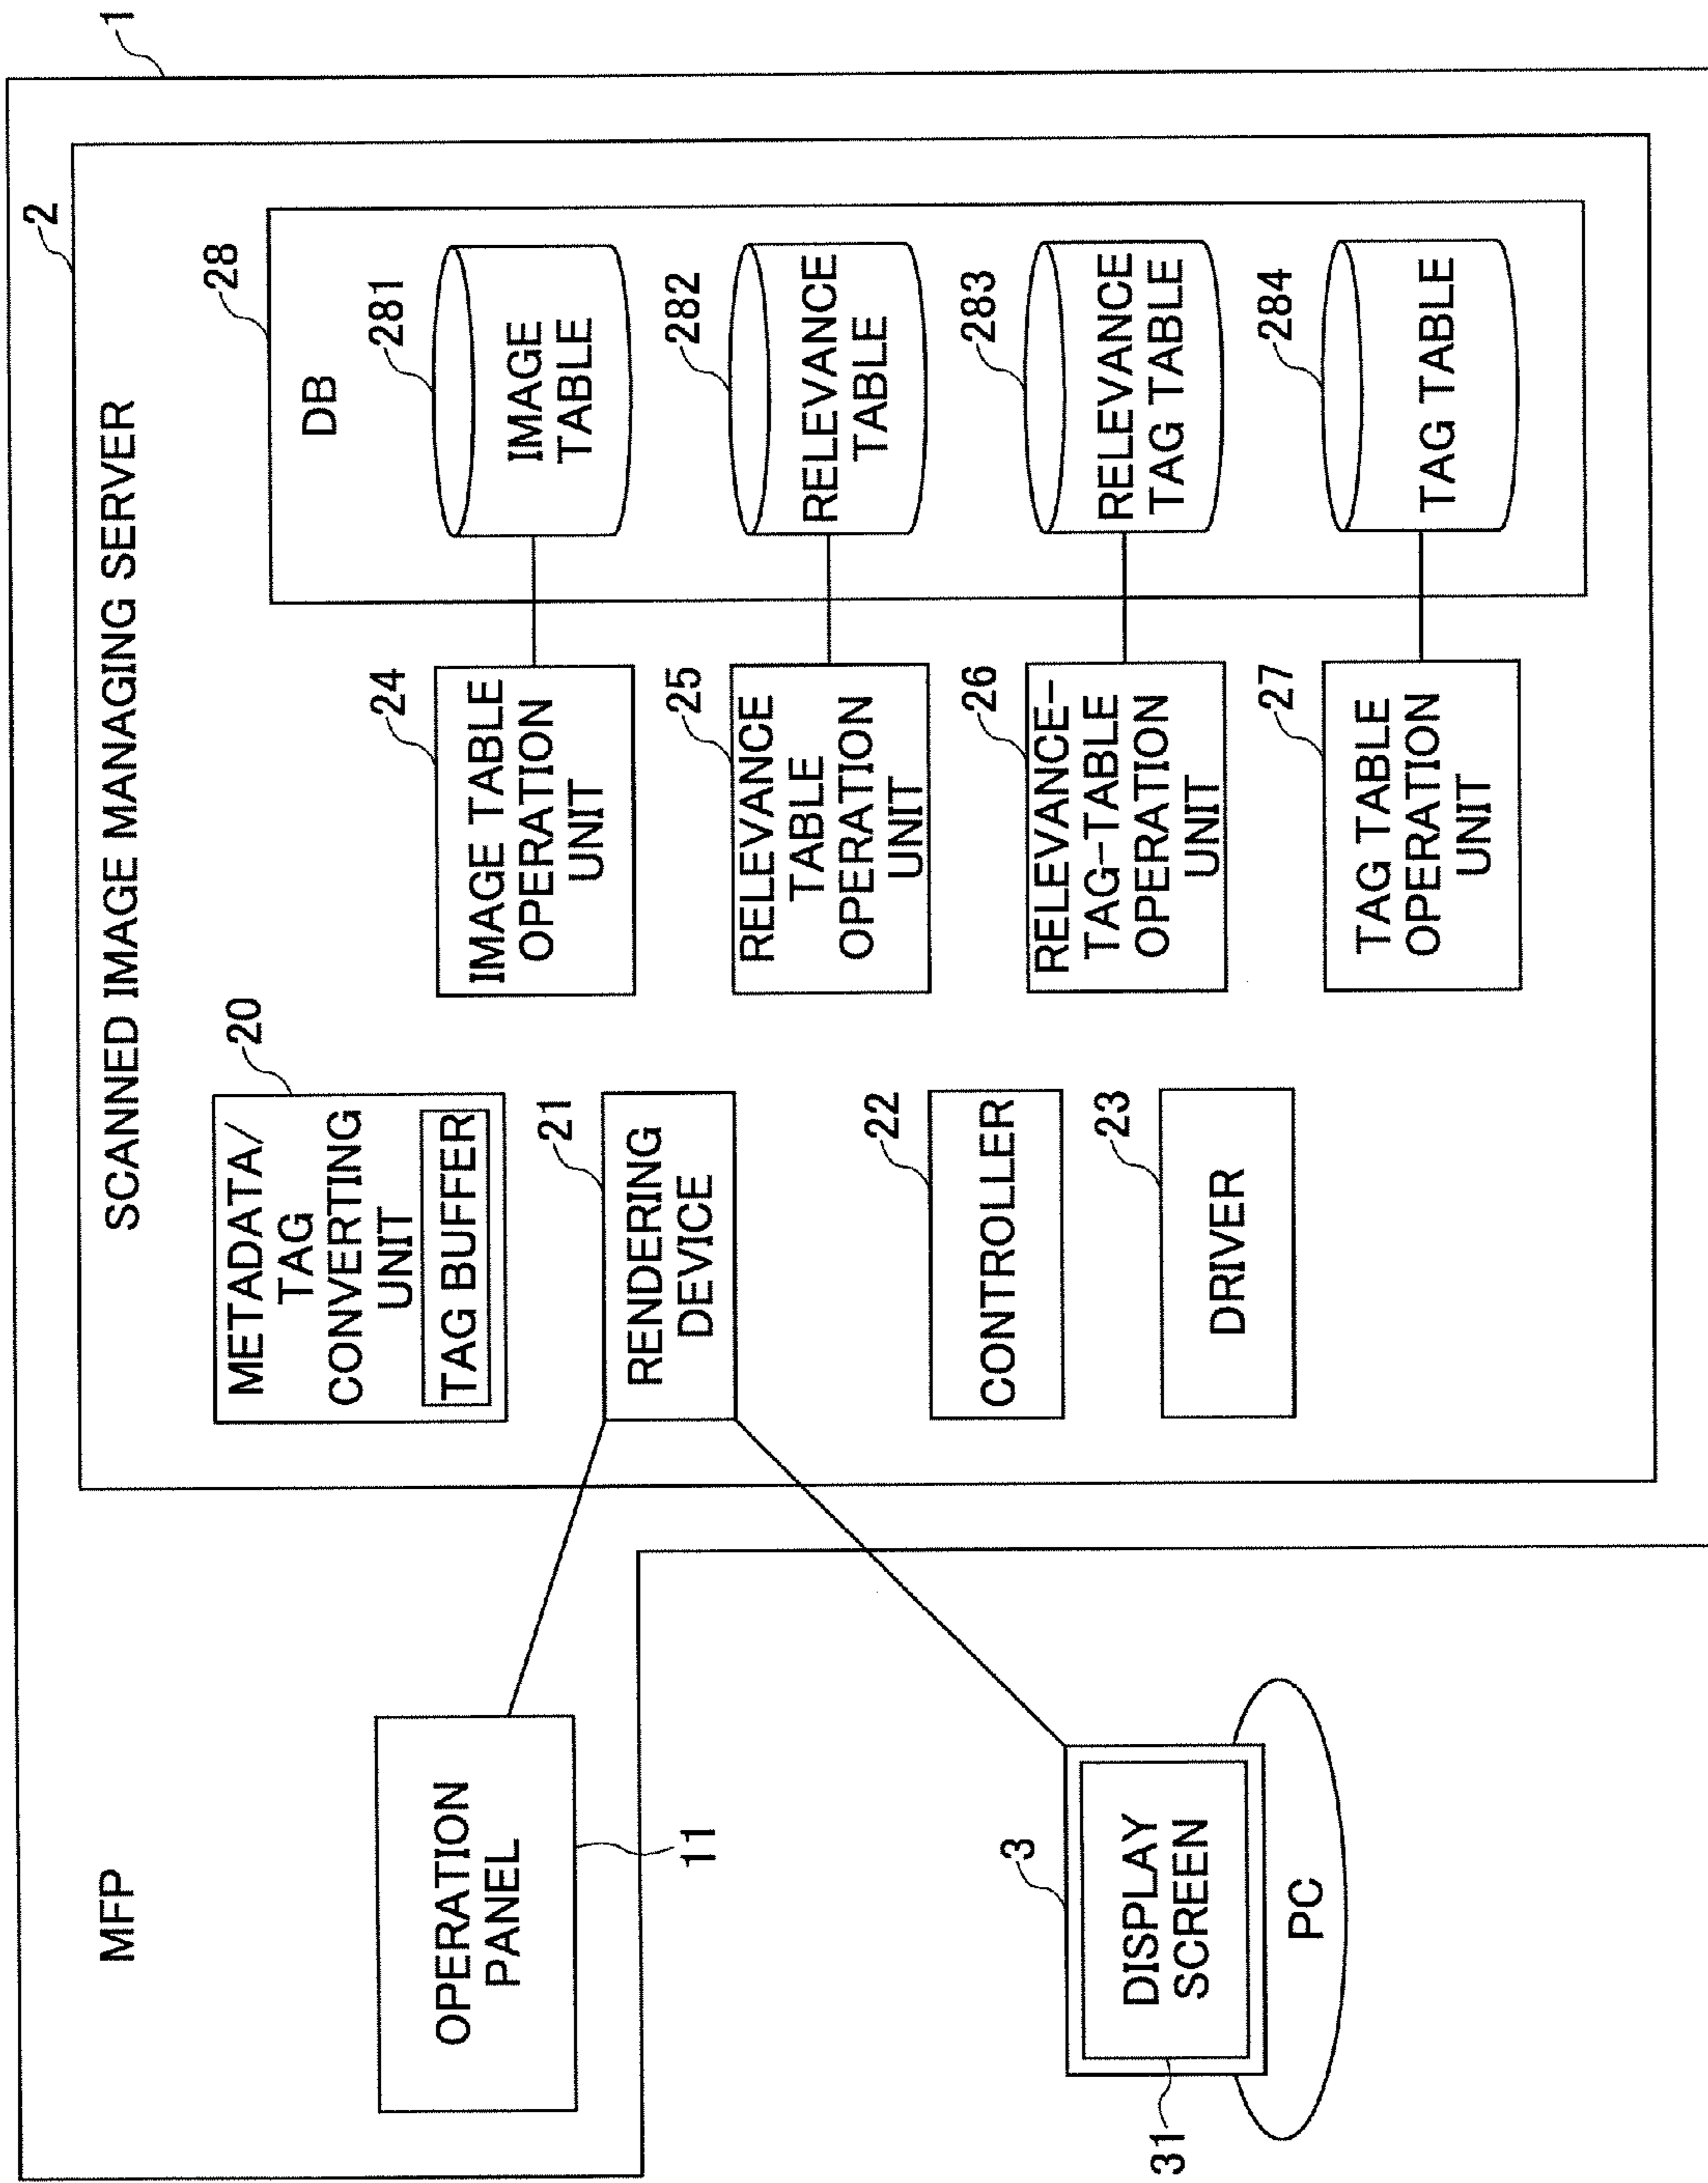 1
MFP
2
SCANNED IMAGE MANAGING SERVER
20
METADATA/
TAG
CONVERTING
UNIT
TAG BUFFER
28
DB
24
IMAGE TABLE
OPERATION
UNIT
281
IMAGE
TABLE
OPERATION
PANEL
11
21
RENDERING
DEVICE
25
RELEVANCE
TABLE
OPERATION
UNIT
282
RELEVANCE
TABLE
22
CONTROLLER
26
RELEVANCE-
TAG-TABLE
OPERATION
UNIT
283
RELEVANCE
TAG TABLE
3
DISPLAY
SCREEN
31
PC
23
DRIVER
27
TAG TABLE
OPERATION
UNIT
284
TAG TABLE